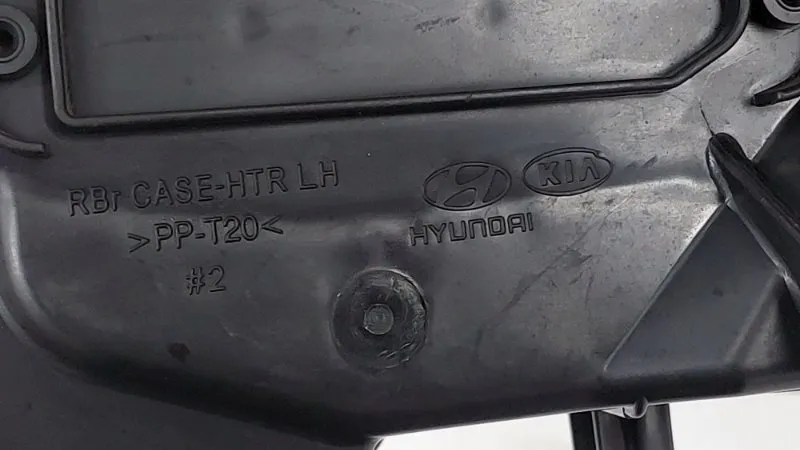 RBr CASE-HTR LH
>PP-T20<
#2
KIA
HYUNDAI